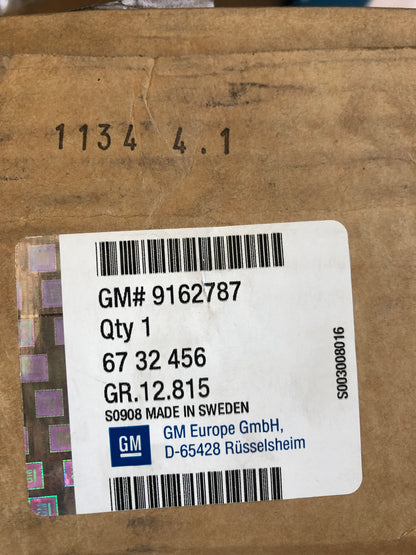 1134 4.1
GM# 9162787
Qty 1
67 32 456
GR.12.815
S0908 MADE IN SWEDEN
GM
GM Europe GmbH,
D-65428 Rüsselsheim
S003008016